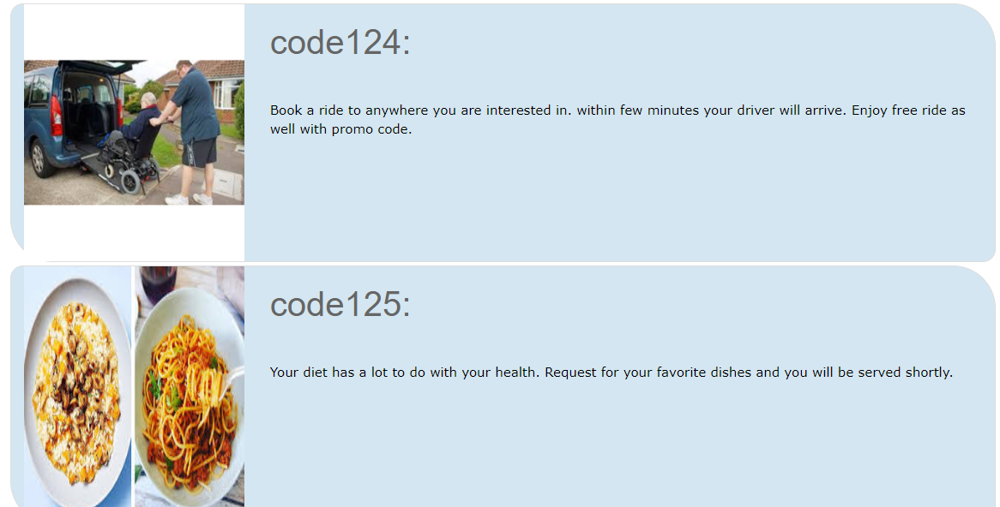 code124:
Book a ride to anywhere you are interested in. within few minutes your driver will arrive. Enjoy free ride as
well with promo code.
code125:
Your diet has a lot to do with your health. Request for your favorite dishes and you will be served shortly.